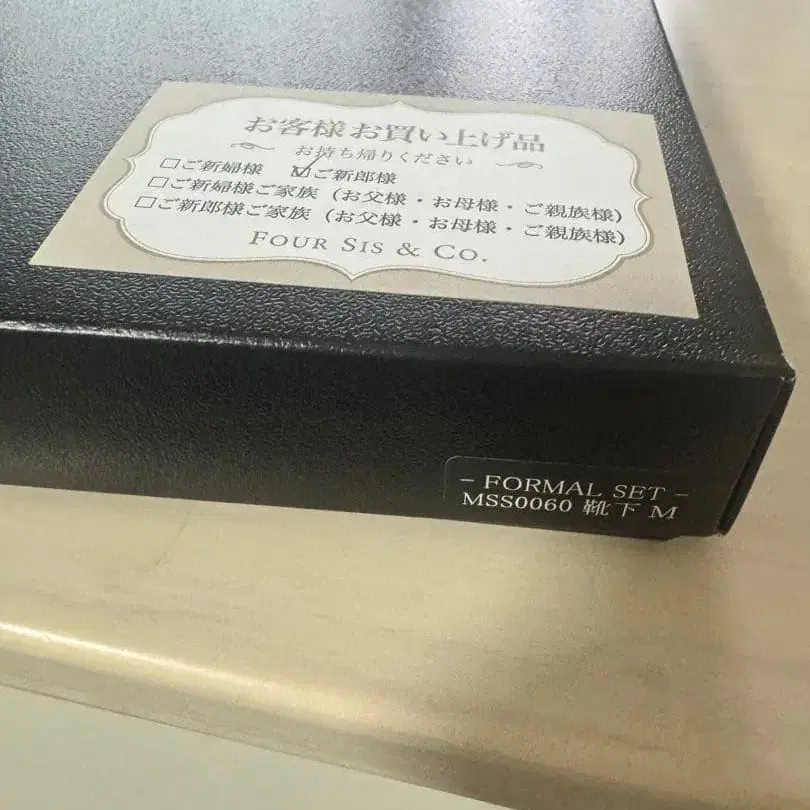 お客様お買い上げ品
お持ち帰りください
□ご新婦様 ☑ご新郎様
□ご新婦様ご家族（お父様・お母様・ご親族様）
□ご新郎様ご家族（お父様・お母様・ご親族様）
FOUR SIS & CO.
– FORMAL SET –
MSS0060 靴下 M